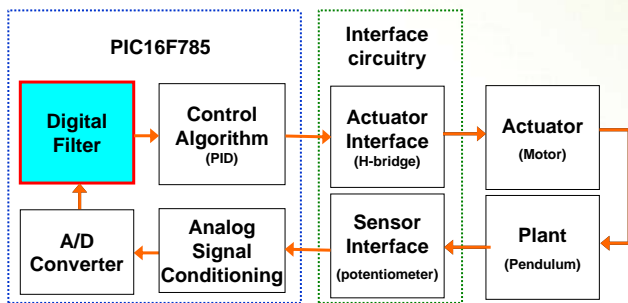 PIC16F785
Interface
circuitry
Digital
Filter
Control
Algorithm
(PID)
Actuator
Interface
(H-bridge)
Actuator
(Motor)
A/D
Converter
Analog
Signal
Conditioning
Sensor
Interface
(potentiometer)
Plant
(Pendulum)